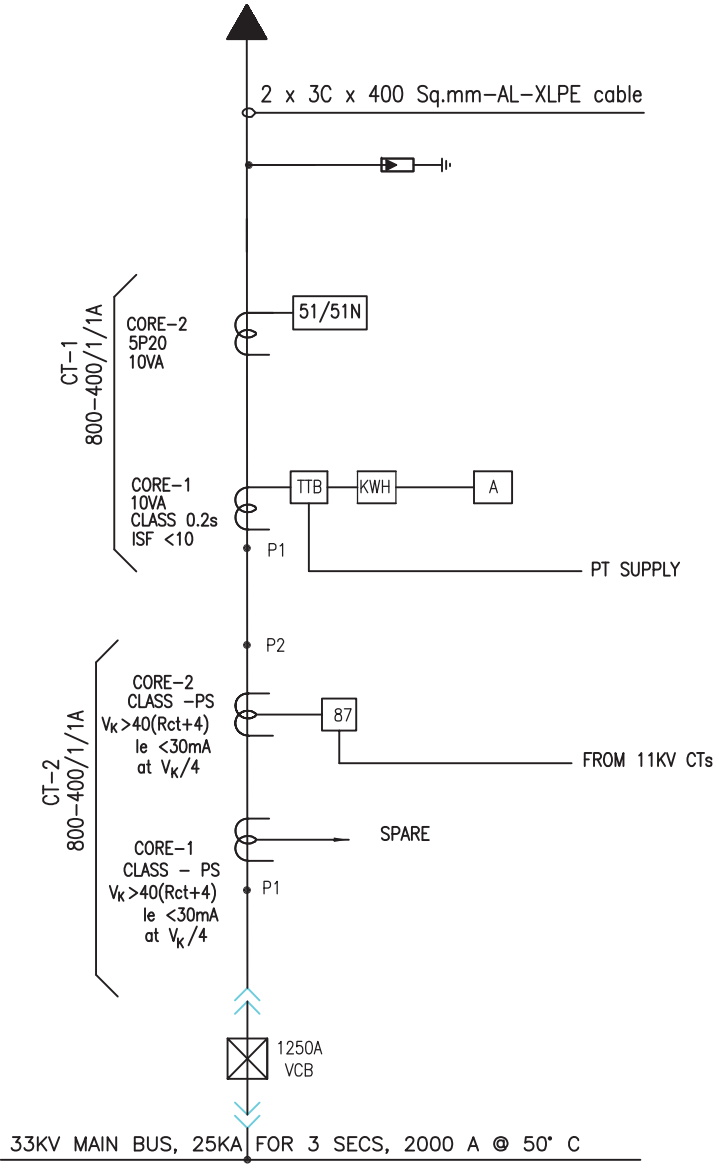 2 x 3C x 400 Sq.mm-AL-XLPE cable
51/51N
CORE-2
5P20
10VA
CT-1
800-400/1/1A
CORE-1
10VA
CLASS 0.2s
ISF <10
TTB
KWH
A
P1
PT SUPPLY
P2
CORE-2
CLASS -PS
VK>40(Rct+4)
Ie <30mA
at VK/4
87
FROM 11KV CTs
CT-2
800-400/1/1A
SPARE
CORE-1
CLASS - PS
VK>40(Rct+4)
Ie <30mA
at VK/4
P1
1250A
VCB
33KV MAIN BUS, 25KA FOR 3 SECS, 2000 A @ 50° C